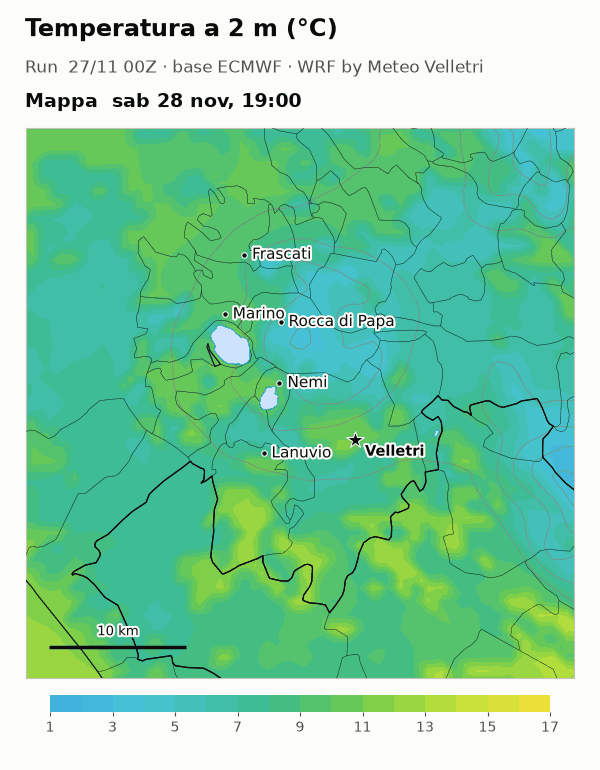 Temperatura a 2 m (°C)
Run  27/11 00Z · base ECMWF · WRF by Meteo Velletri
Mappa  sab 28 nov, 19:00
Frascati
Marino
Rocca di Papa
Nemi
Velletri
Lanuvio
10 km
1 3 5 7 9 11 13 15 17